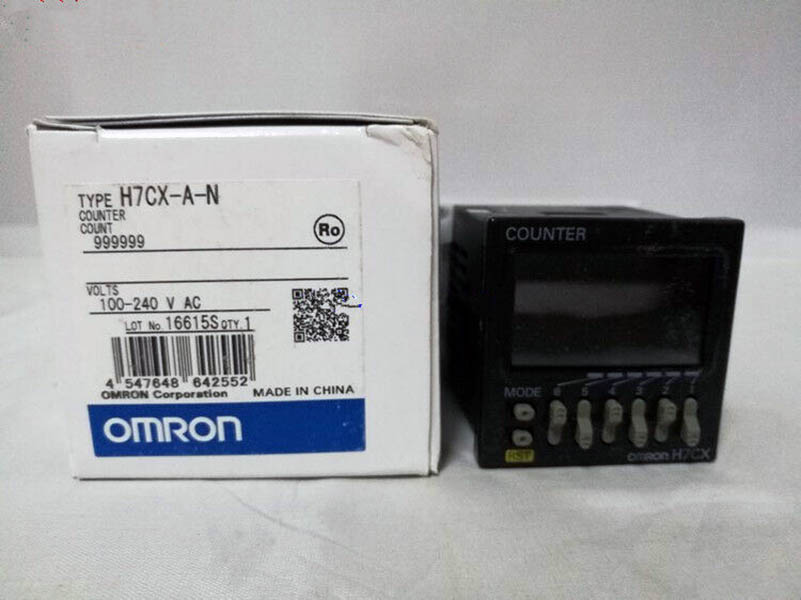 TYPE H7CX-A-N
COUNTER
COUNT
999999
Ro
VOLTS
100-240 V AC
LOT No. 16615S QTY. 1
4 547648 642552
OMRON Corporation MADE IN CHINA
OMRON
COUNTER
MODE 6 5 4 3 2 1
RST
OMRON H7CX